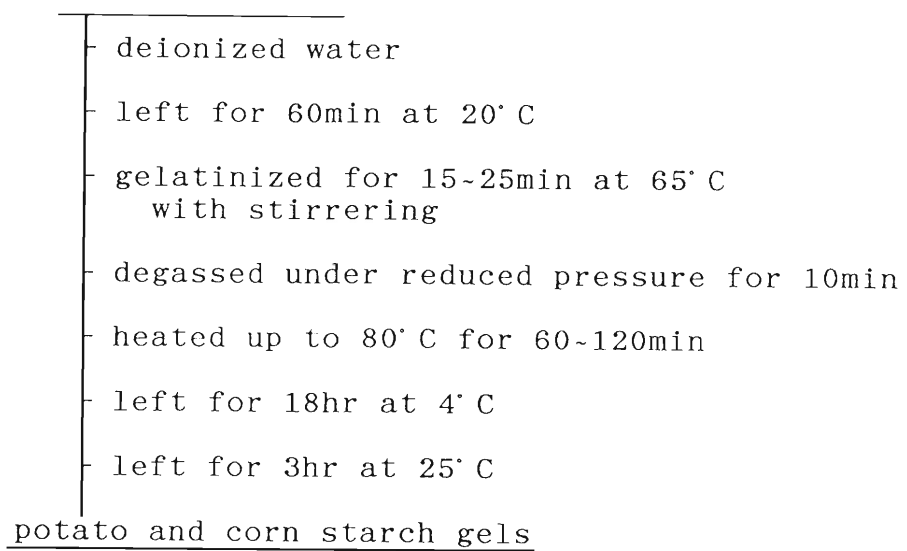 deionized water
left for 60min at 20°C
gelatinized for 15~25min at 65°C
with stirrering
degassed under reduced pressure for 10min
heated up to 80°C for 60~120min
left for 18hr at 4°C
left for 3hr at 25°C
potato and corn starch gels